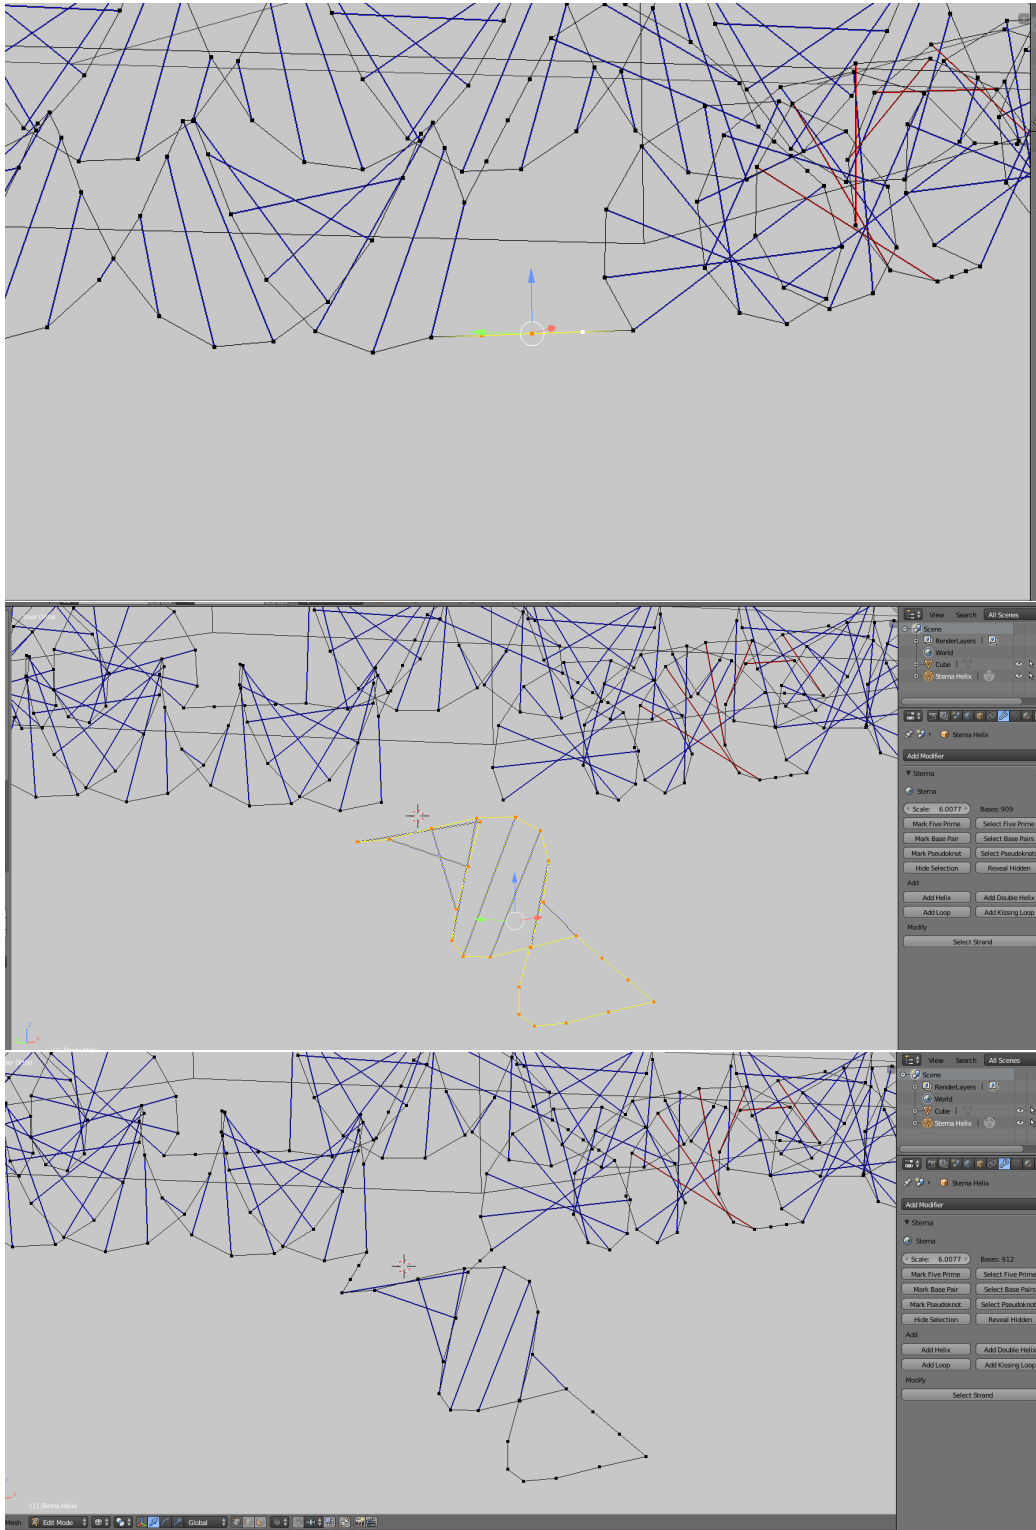 User Ortho
View Search All Scenes
Scene
RenderLayers |
World
Cube |
Sterna Helix |
Sterna Helix
Add Modifier
Sterna
Sterna
Scale: 6.0077 Bases: 909
Mark Five Prime Select Five Prime
Mark Base Pair Select Base Pairs
Mark Pseudoknot Select Pseudoknots
Hide Selection Reveal Hidden
Add
Add Helix Add Double Helix
Add Loop Add Kissing Loop
Modify
Select Strand
(1) Sterna Helix
View Search All Scenes
Scene
RenderLayers |
World
Cube |
Sterna Helix |
Sterna Helix
Add Modifier
Sterna
Sterna
Scale: 6.0077 Bases: 912
Mark Five Prime Select Five Prime
Mark Base Pair Select Base Pairs
Mark Pseudoknot Select Pseudoknot
Hide Selection Reveal Hidden
Add
Add Helix Add Double Helix
Add Loop Add Kissing Loop
Modify
Select Strand
(1) Sterna Helix
Mesh Edit Mode Global